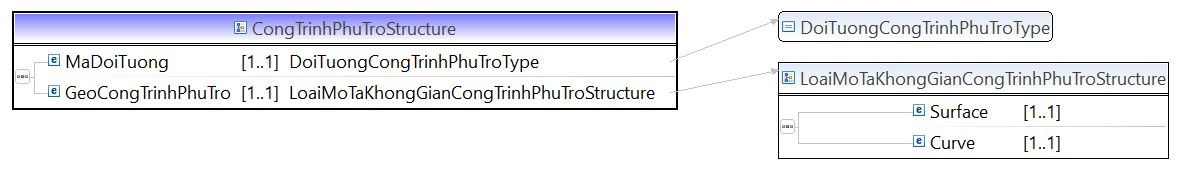 CongTrinhPhuTroStructure
MaDoiTuong [1..1] DoiTuongCongTrinhPhuTroType
GeoCongTrinhPhuTro [1..1] LoaiMoTaKhongGianCongTrinhPhuTroStructure
DoiTuongCongTrinhPhuTroType
LoaiMoTaKhongGianCongTrinhPhuTroStructure
Surface [1..1]
Curve [1..1]